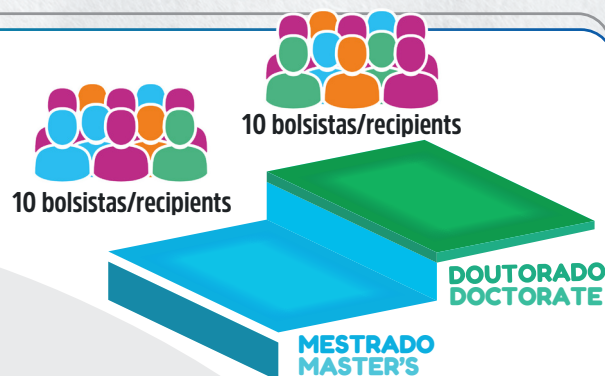 10 bolsistas/recipients
10 bolsistas/recipients
DOUTORADO
DOCTORATE
MESTRADO
MASTER'S